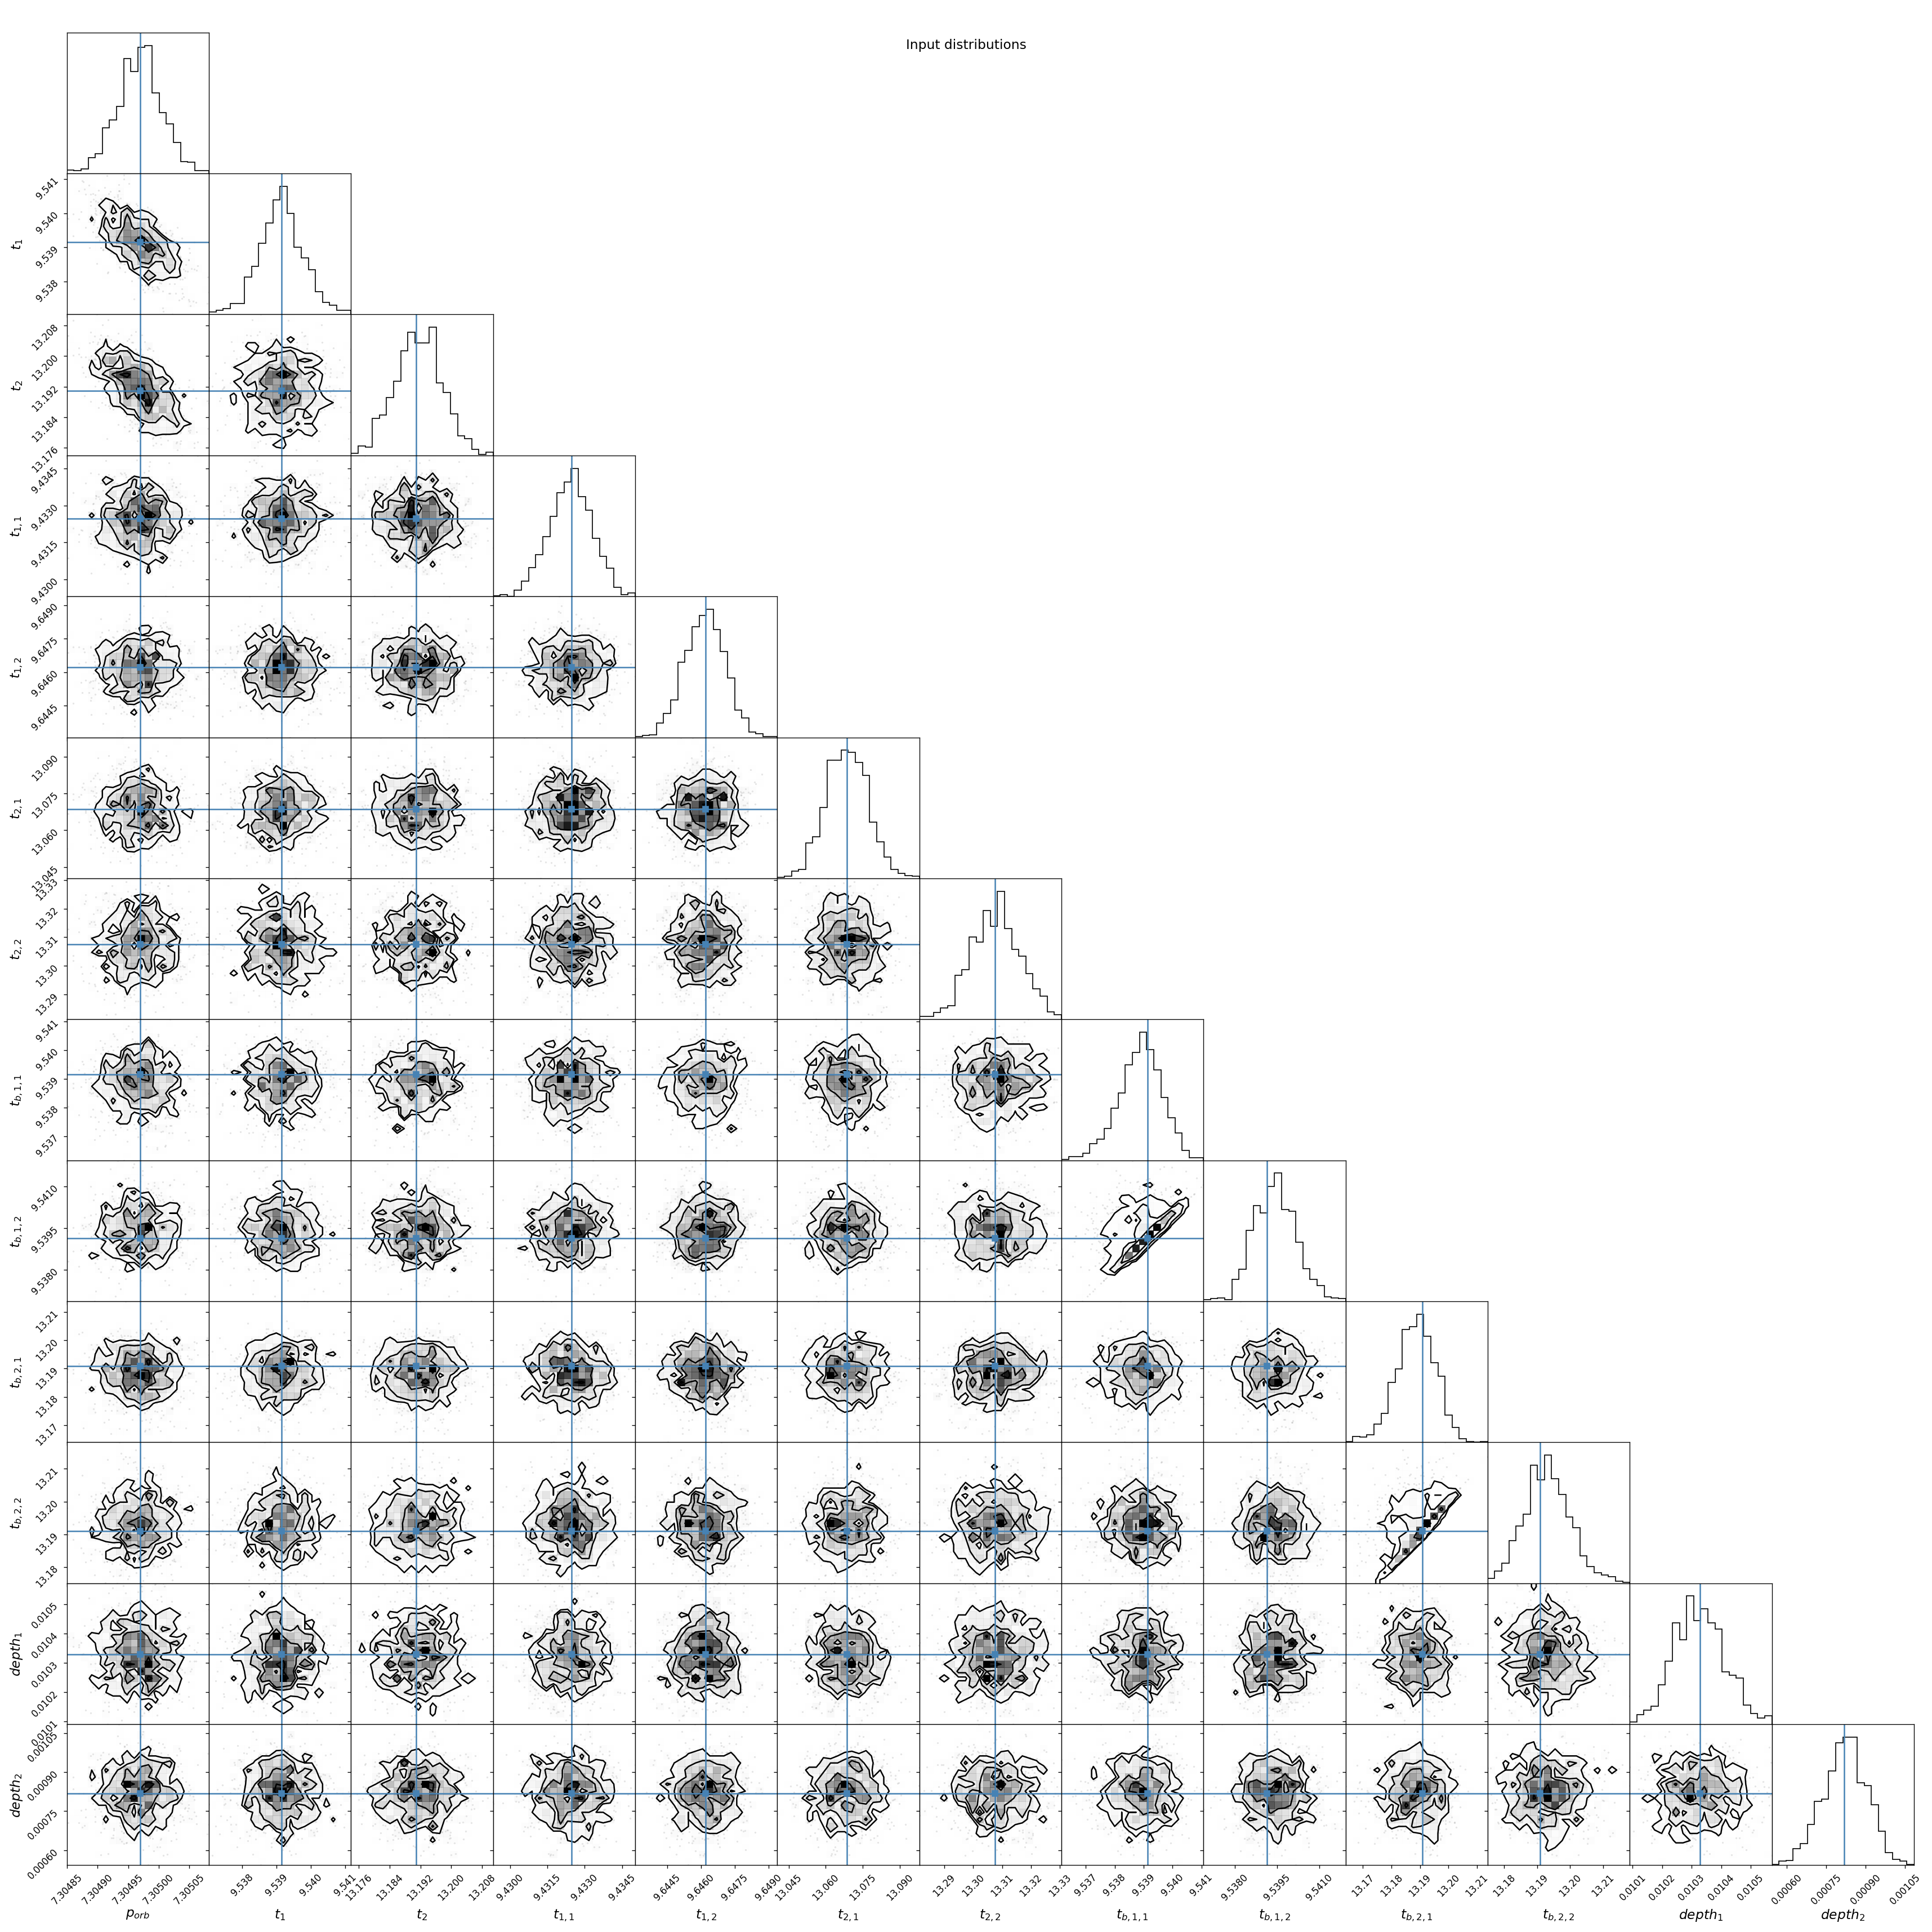 Input distributions
9.541
9.540
9.539
9.538
t1
13.208
13.200
13.192
13.184
13.176
t2
9.4345
9.4330
9.4315
9.4300
t1, 1
9.6490
9.6475
9.6460
9.6445
t1, 2
13.090
13.075
13.060
13.045
t2, 1
13.33
13.32
13.31
13.30
13.29
t2, 2
9.541
9.540
9.539
9.538
9.537
tb, 1, 1
9.5410
9.5395
9.5380
tb, 1, 2
13.21
13.20
13.19
13.18
13.17
tb, 2, 1
13.21
13.20
13.19
13.18
tb, 2, 2
0.0105
0.0104
0.0103
0.0102
0.0101
depth1
0.00105
0.00090
0.00075
0.00060
depth2
7.30485 7.30490 7.30495 7.30500 7.30505
9.538 9.539 9.540 9.541
13.176 13.184 13.192 13.200 13.208
9.4300 9.4315 9.4330 9.4345
9.6445 9.6460 9.6475 9.6490
13.045 13.060 13.075 13.090
13.29 13.30 13.31 13.32 13.33
9.537 9.538 9.539 9.540 9.541
9.5380 9.5395 9.5410
13.17 13.18 13.19 13.20 13.21
13.18 13.19 13.20 13.21
0.0101 0.0102 0.0103 0.0104 0.0105
0.00060 0.00075 0.00090 0.00105
porb t1 t2 t1, 1 t1, 2 t2, 1 t2, 2 tb, 1, 1 tb, 1, 2 tb, 2, 1 tb, 2, 2 depth1 depth2